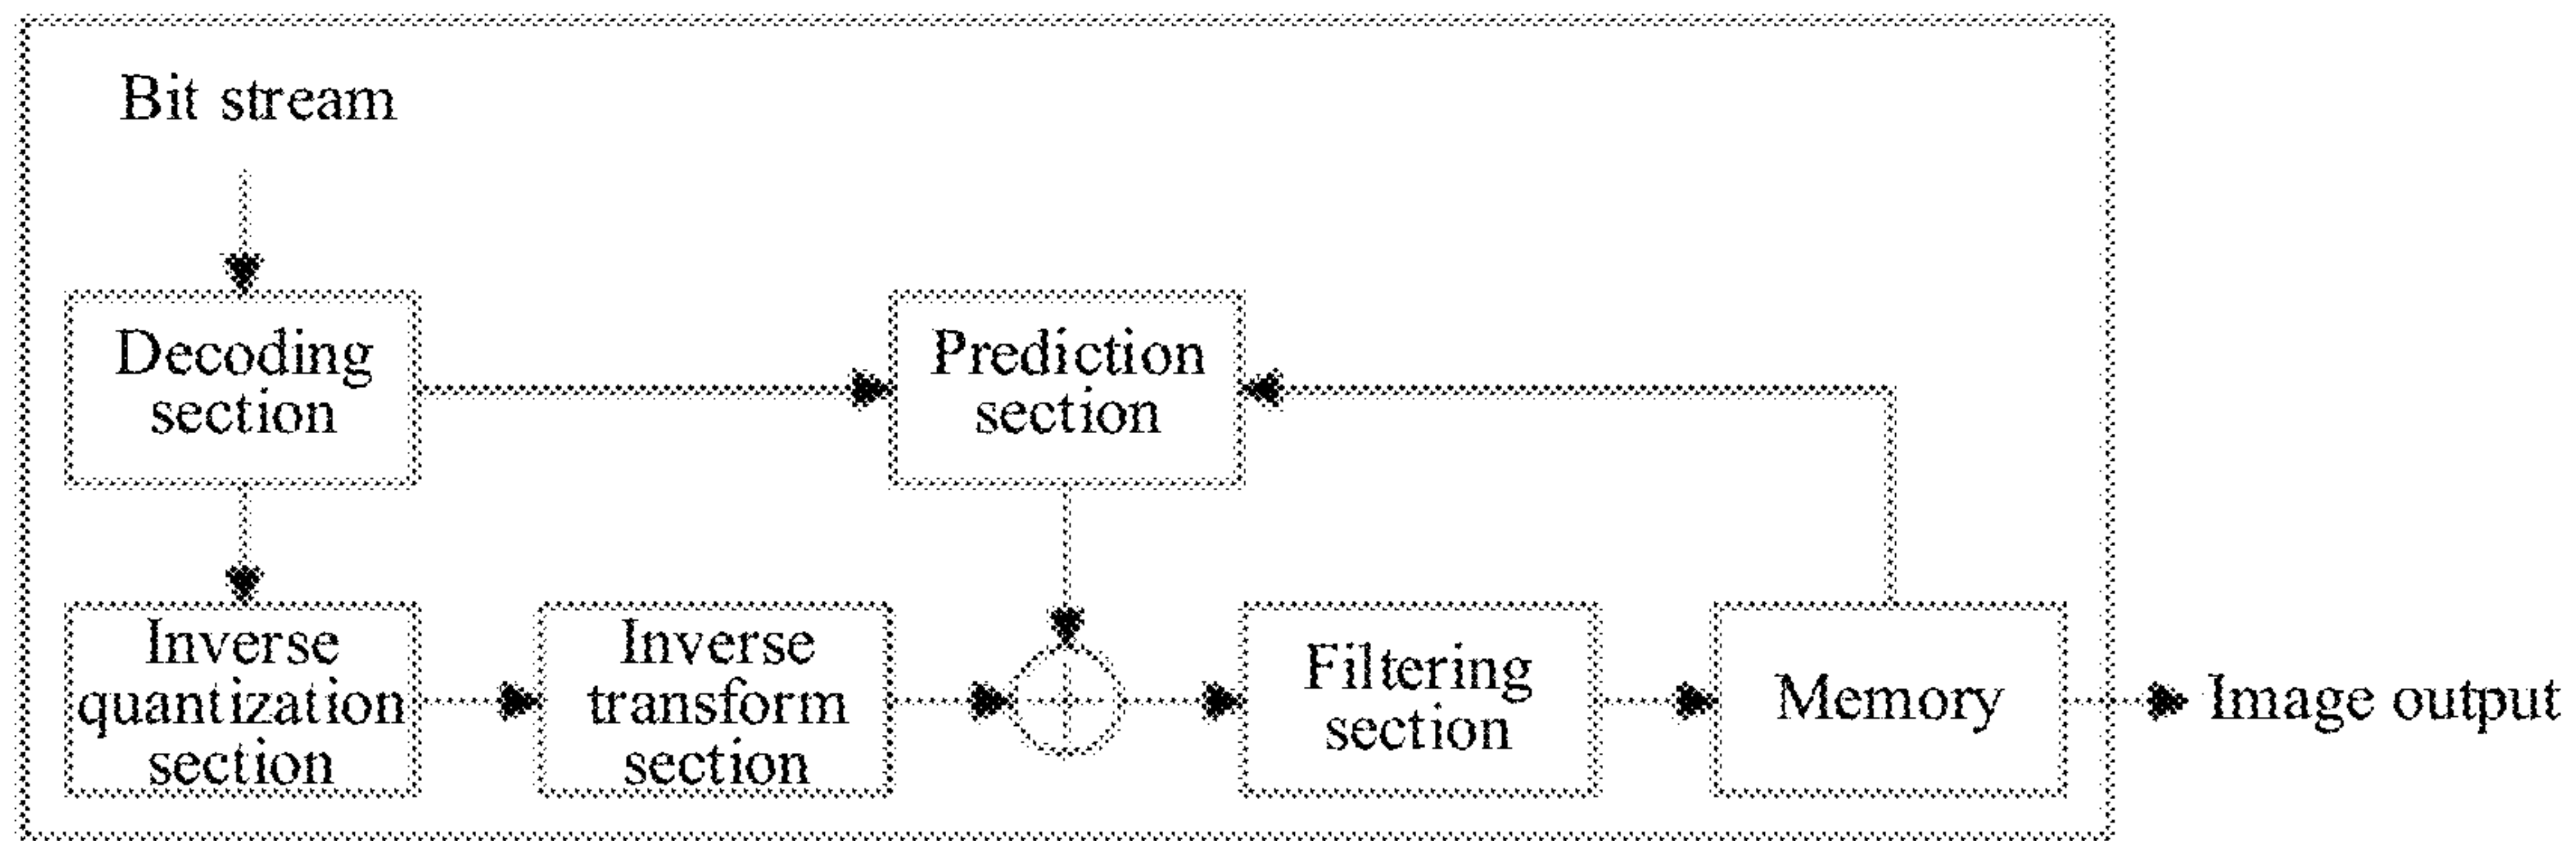 Bit stream
Decoding
section
Prediction
section
Inverse
quantization
section
Inverse
transform
section
Filtering
section
Memory
Image output